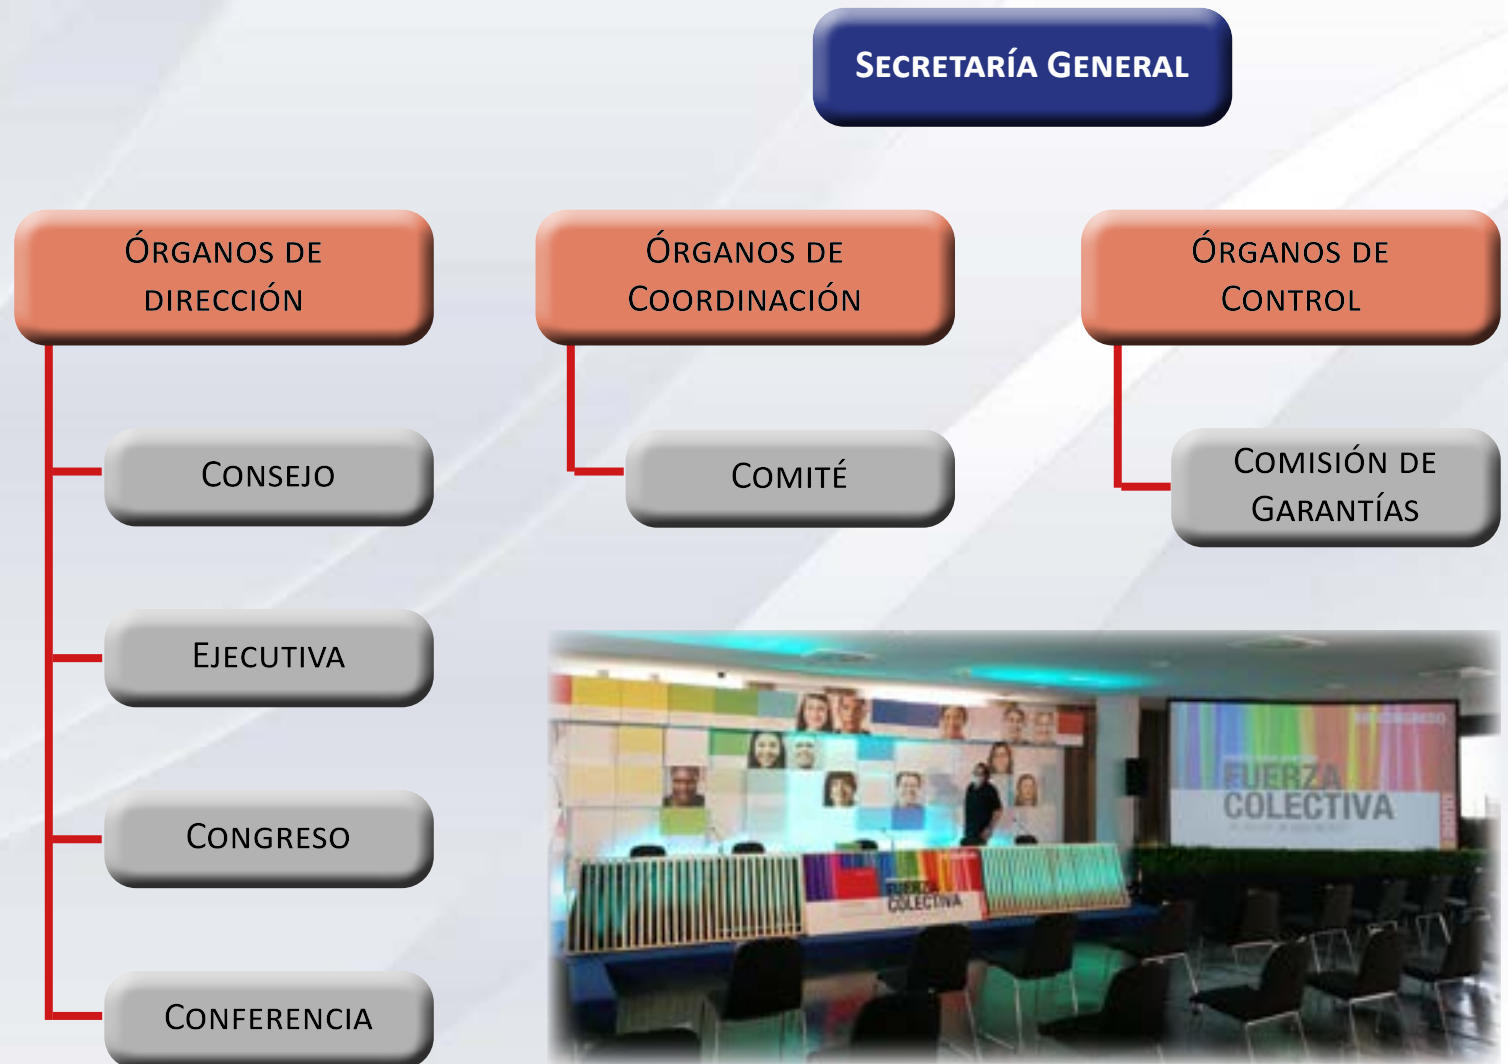 SECRETARÍA GENERAL
ÓRGANOS DE
DIRECCIÓN
ÓRGANOS DE
COORDINACIÓN
ÓRGANOS DE
CONTROL
CONSEJO
COMITÉ
COMISIÓN DE
GARANTÍAS
EJECUTIVA
CONGRESO
CONFERENCIA
CONGRESO
FUERZA
COLECTIVA
FUERZA
COLECTIVA